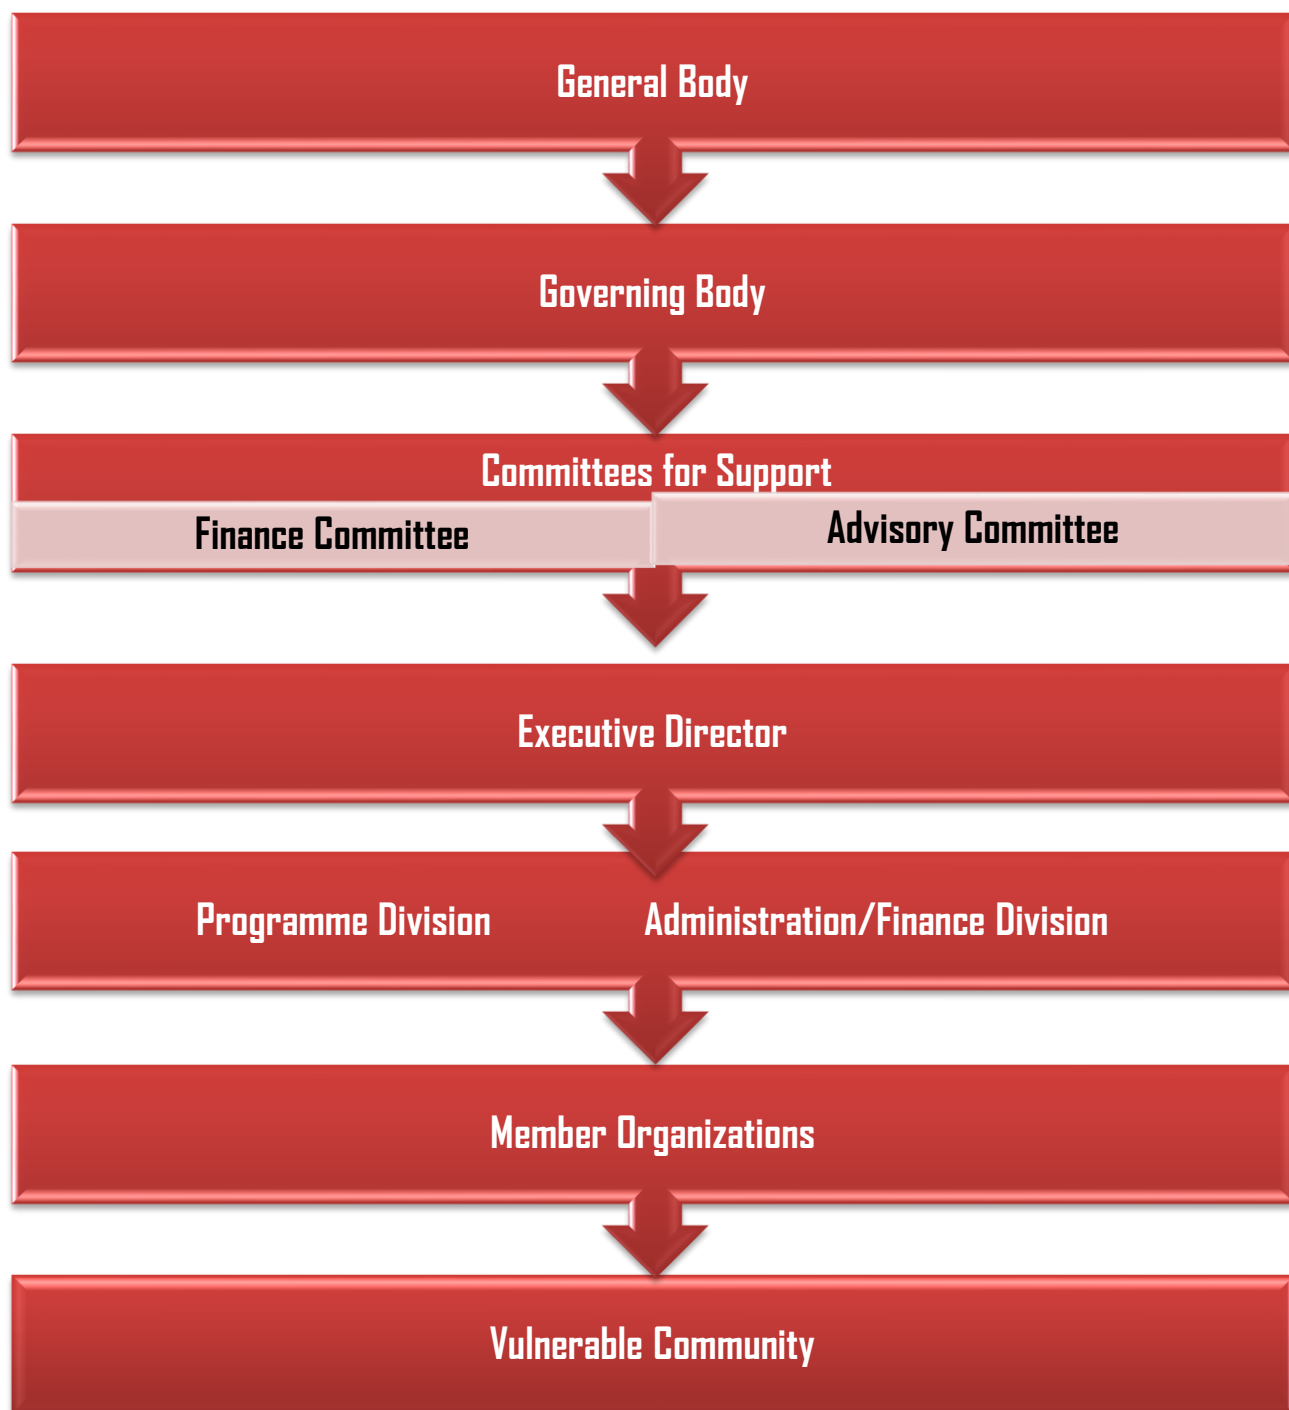 General Body
Governing Body
Committees for Support
Finance Committee
Advisory Committee
Executive Director
Programme Division Administration/Finance Division
Member Organizations
Vulnerable Community